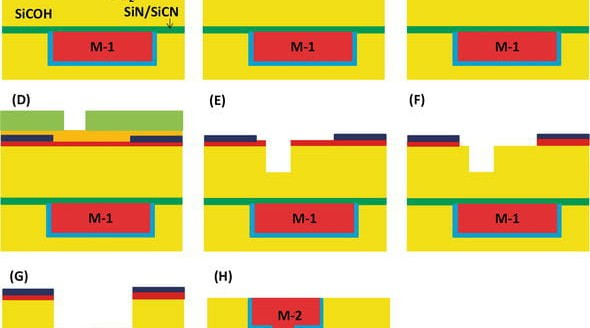 SiCOH
SiN/SiCN
M-1
M-1
M-1
(D)
(E)
(F)
M-1
M-1
M-1
(G)
(H)
M-2